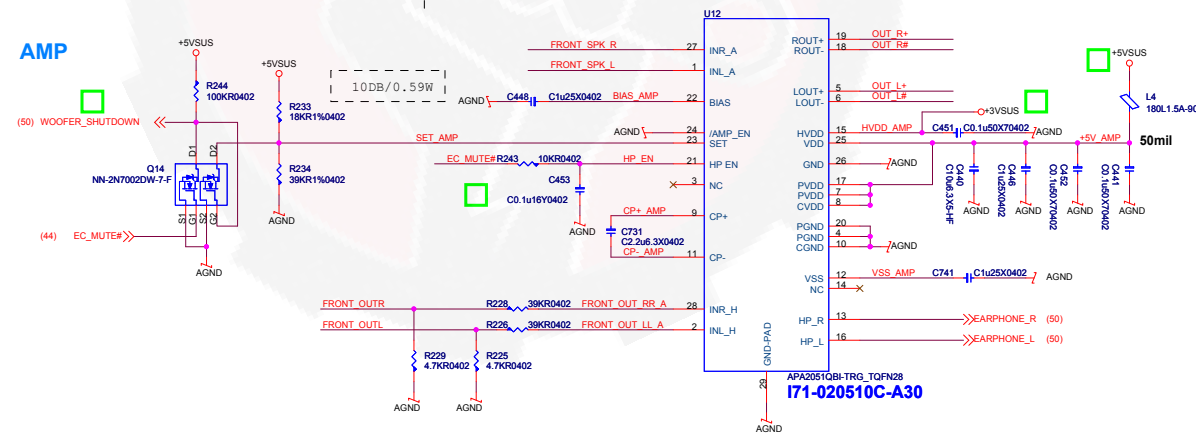 AMP
+5VSUS
R244
100KR0402
(50) WOOFER_SHUTDOWN
Q14
NN-2N7002DW-7-F
D1
D2
S1
G1
S2
G2
(44) EC_MUTE#
AGND
+5VSUS
R233
18KR1%0402
R234
39KR1%0402
AGND
10DB/0.59W
SET_AMP
FRONT_SPK_R
FRONT_SPK_L
AGND
C448
C1u25X0402
BIAS_AMP
AGND
EC_MUTE#
R243
10KR0402
HP_EN
C453
C0.1u16Y0402
AGND
CP+_AMP
C731
C2.2u6.3X0402
CP-_AMP
FRONT_OUTR
R228
39KR0402
FRONT_OUT_RR_A
FRONT_OUTL
R226
39KR0402
FRONT_OUT_LL_A
R229
4.7KR0402
R225
4.7KR0402
AGND
AGND
U12
27 INR_A
1 INL_A
22 BIAS
24 /AMP_EN
23 SET
21 HP EN
3 NC
9 CP+
11 CP-
28 INR_H
2 INL_H
ROUT+ 19 OUT_R+
ROUT- 18 OUT_R#
LOUT+ 5 OUT_L+
LOUT- 6 OUT_L#
HVDD 15 HVDD_AMP
VDD 25
GND 26 AGND
PVDD 17
PVDD 7
CVDD 8
PGND 20
PGND 4
CGND 10 AGND
VSS 12 VSS_AMP
NC 14
HP_R 13 EARPHONE_R (50)
HP_L 16 EARPHONE_L (50)
GND-PAD
29
AGND
APA2051QBI-TRG_TQFN28
I71-020510C-A30
+3VSUS
C451
C0.1u50X70402
AGND
+5V_AMP
50mil
+5VSUS
L4
180L1.5A-90
C440
C10u6.3X5-HF
AGND
C446
C1u25X0402
AGND
C452
C0.1u50X70402
AGND
C441
C0.1u50X70402
AGND
C741
C1u25X0402
AGND